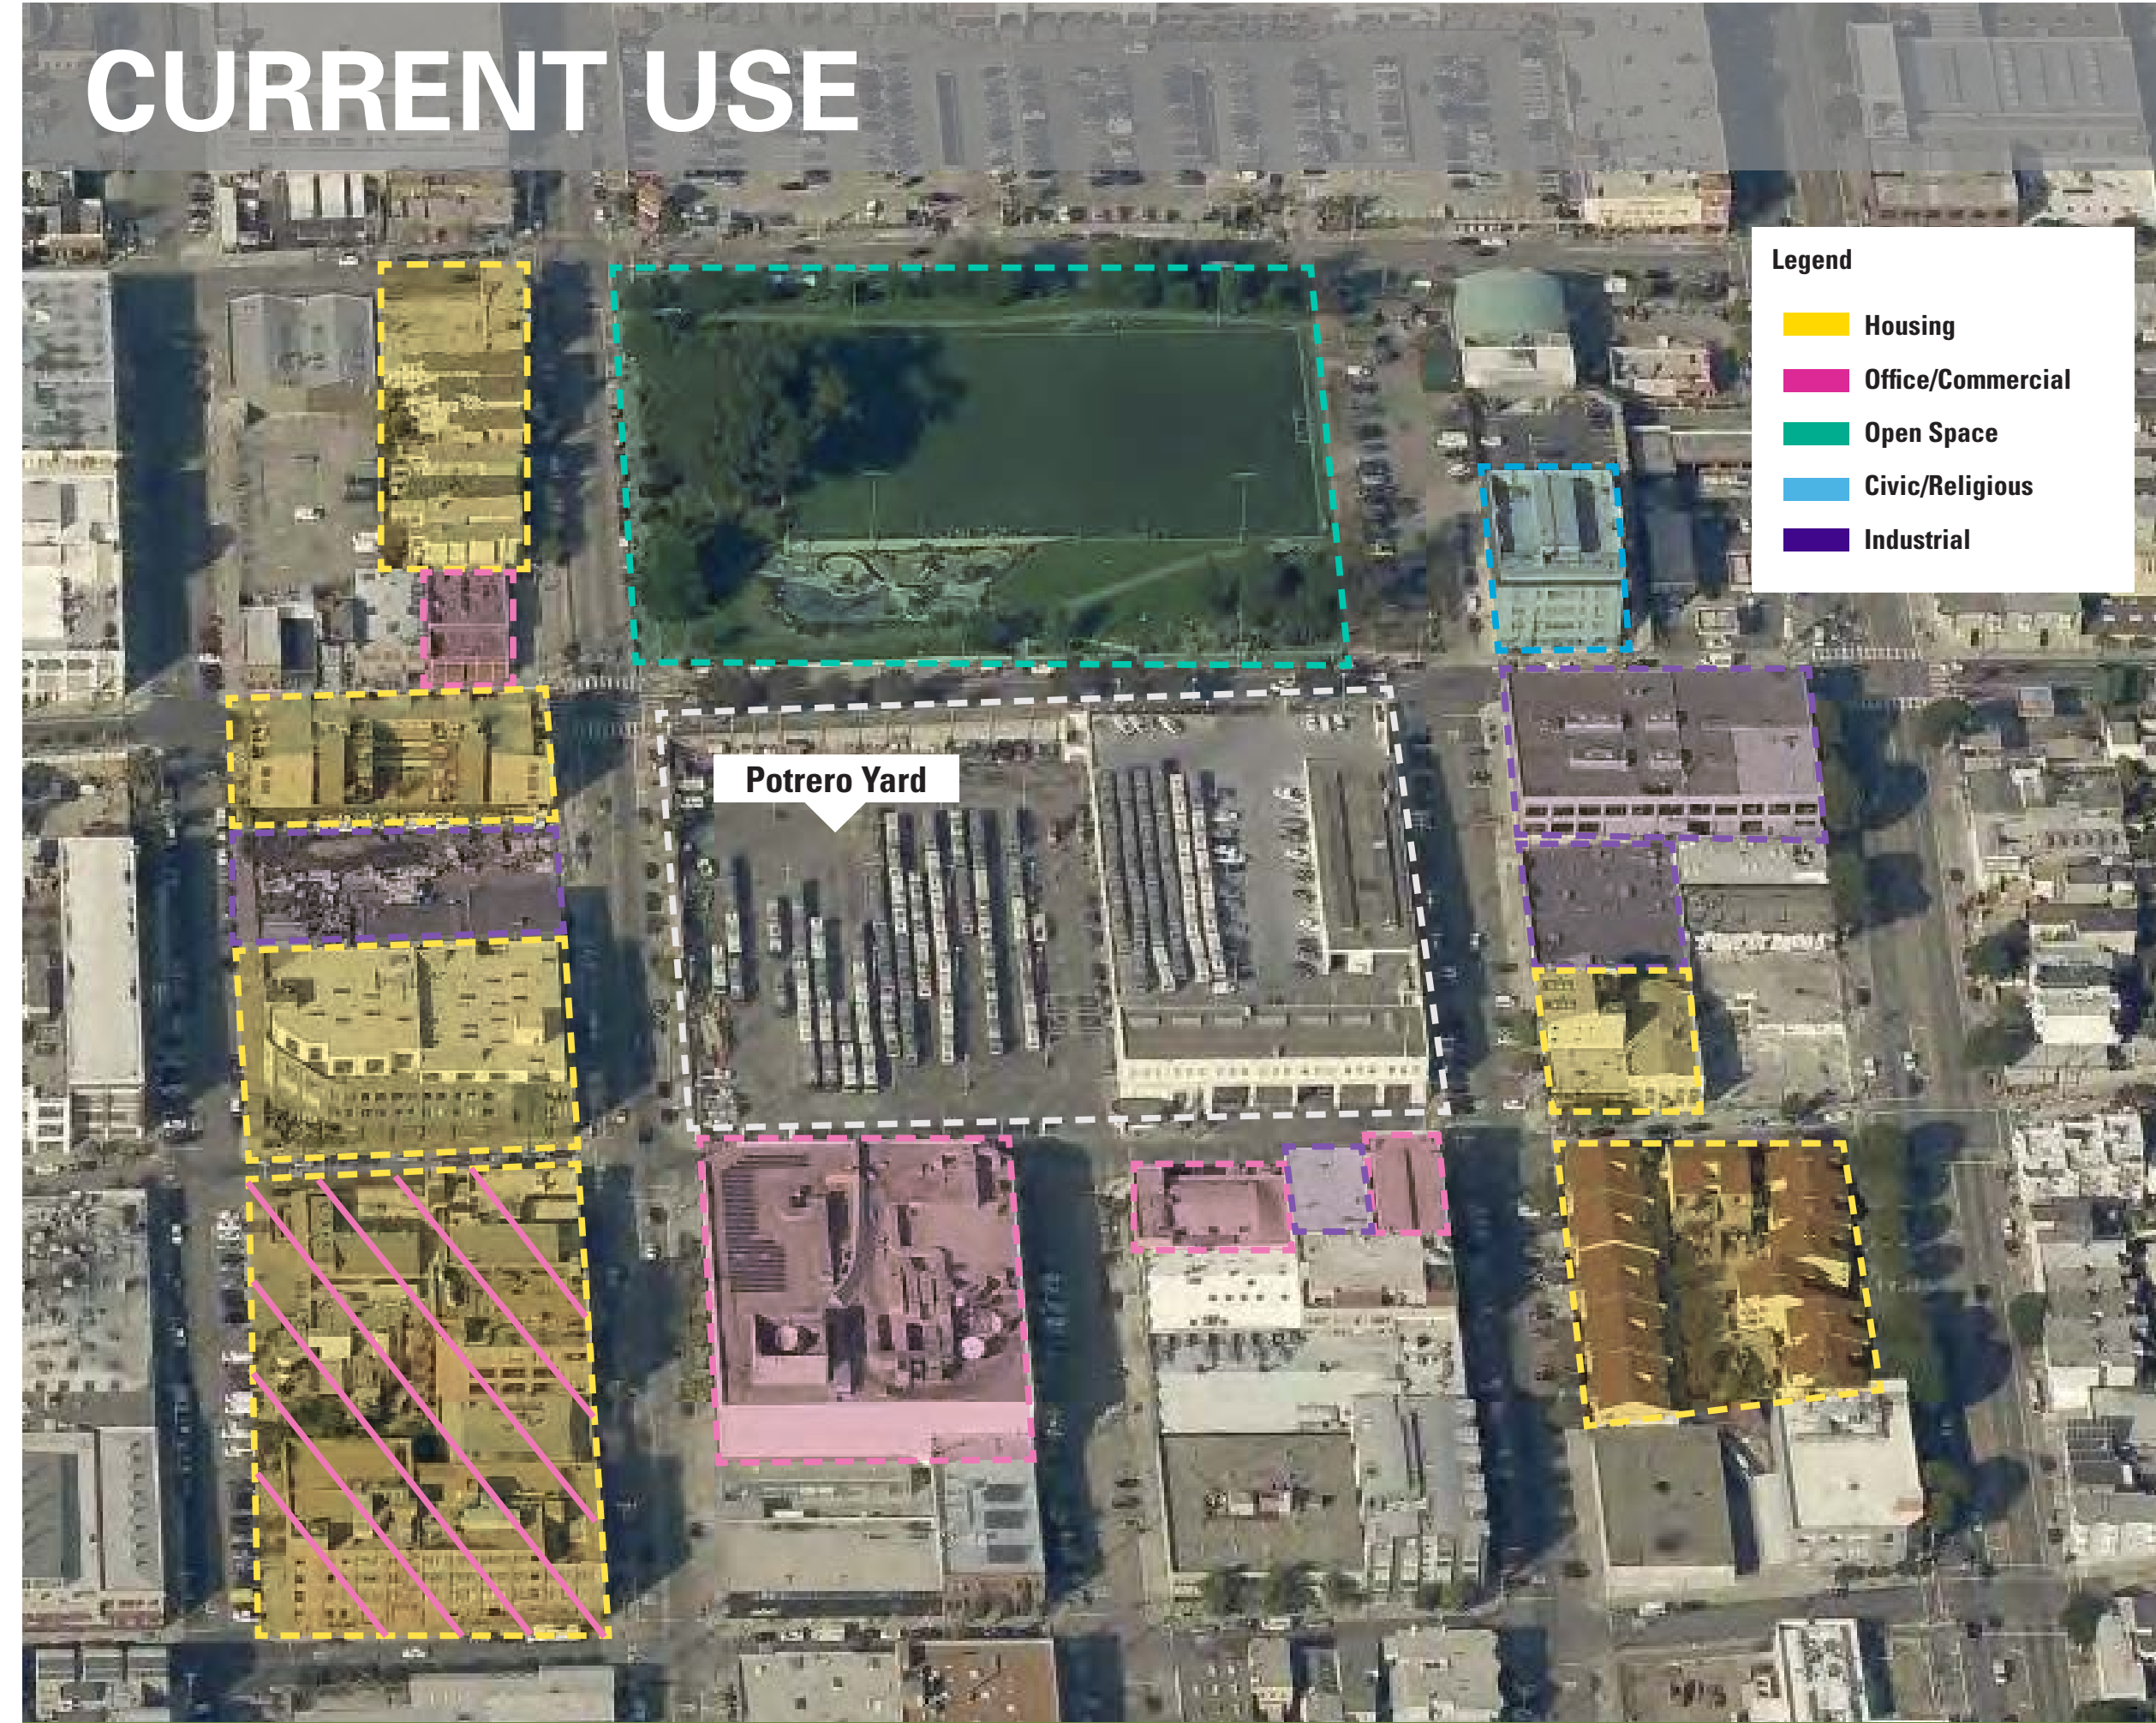 CURRENT USE
Legend
Housing
Office/Commercial
Open Space
Civic/Religious
Industrial
Potrero Yard